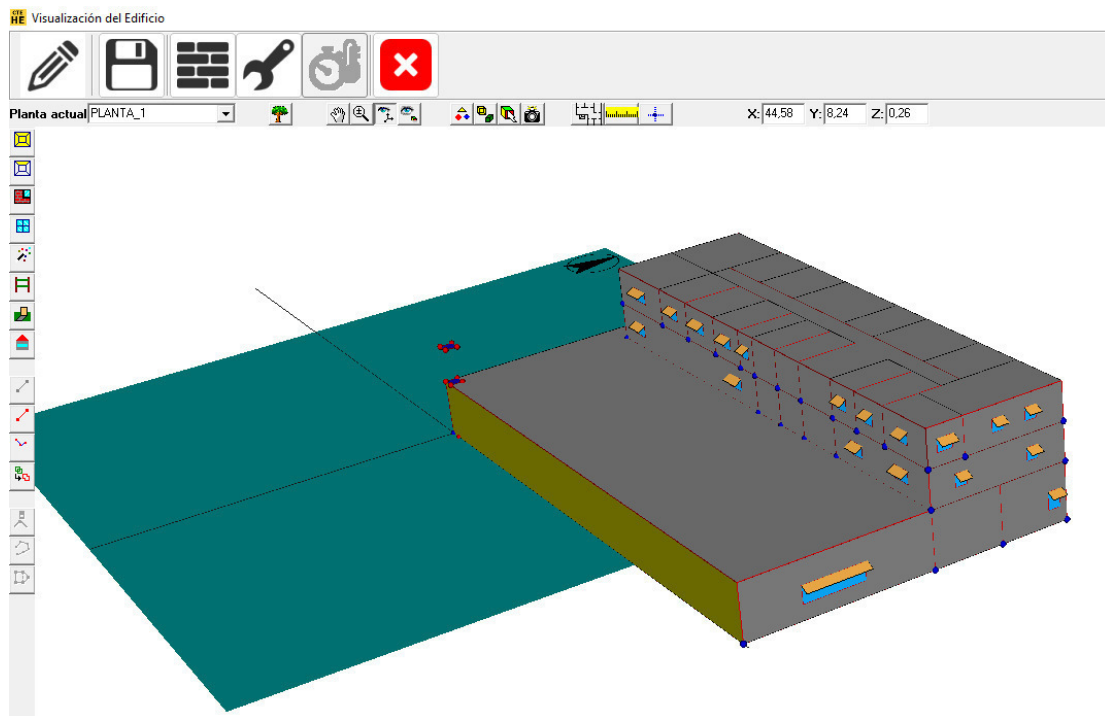 CTE
HE Visualización del Edificio
Planta actual PLANTA_1 X: 44,58 Y: 8,24 Z: 0,26